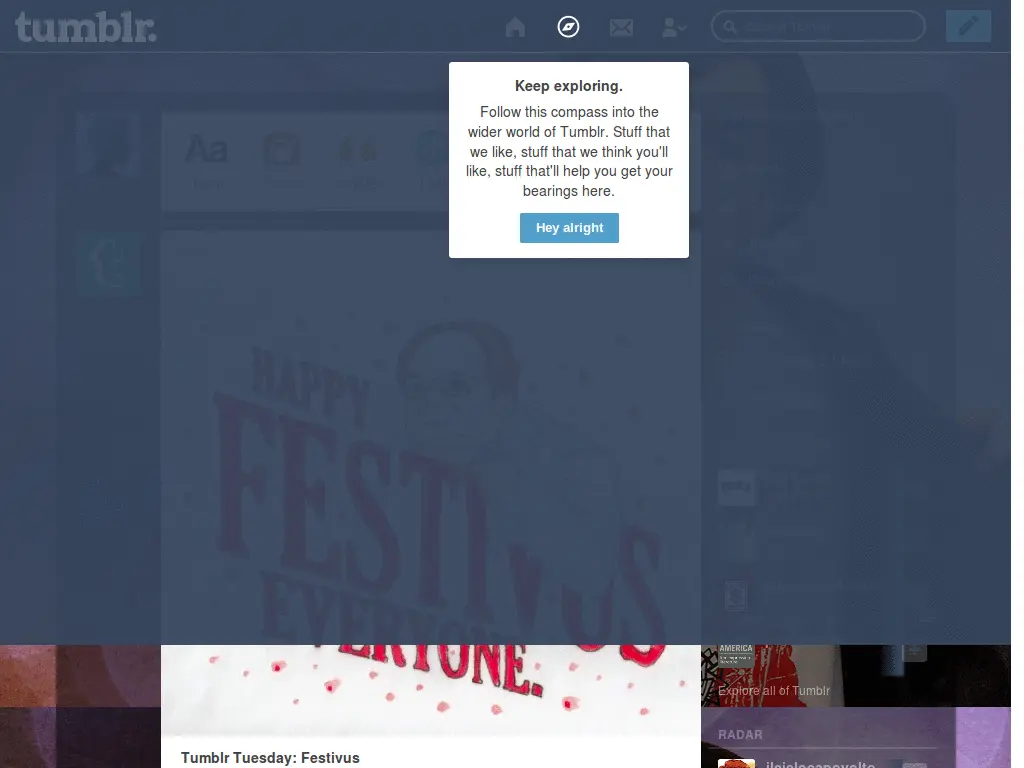 tumblr.
Keep exploring.
Follow this compass into the
wider world of Tumblr. Stuff that
we like, stuff that we think you'll
like, stuff that'll help you get your
bearings here.
Hey alright
Aa
HAPPY
FESTIVUS
EVERYONE.
AMERICA
Explore all of Tumblr
RADAR
Tumblr Tuesday: Festivus